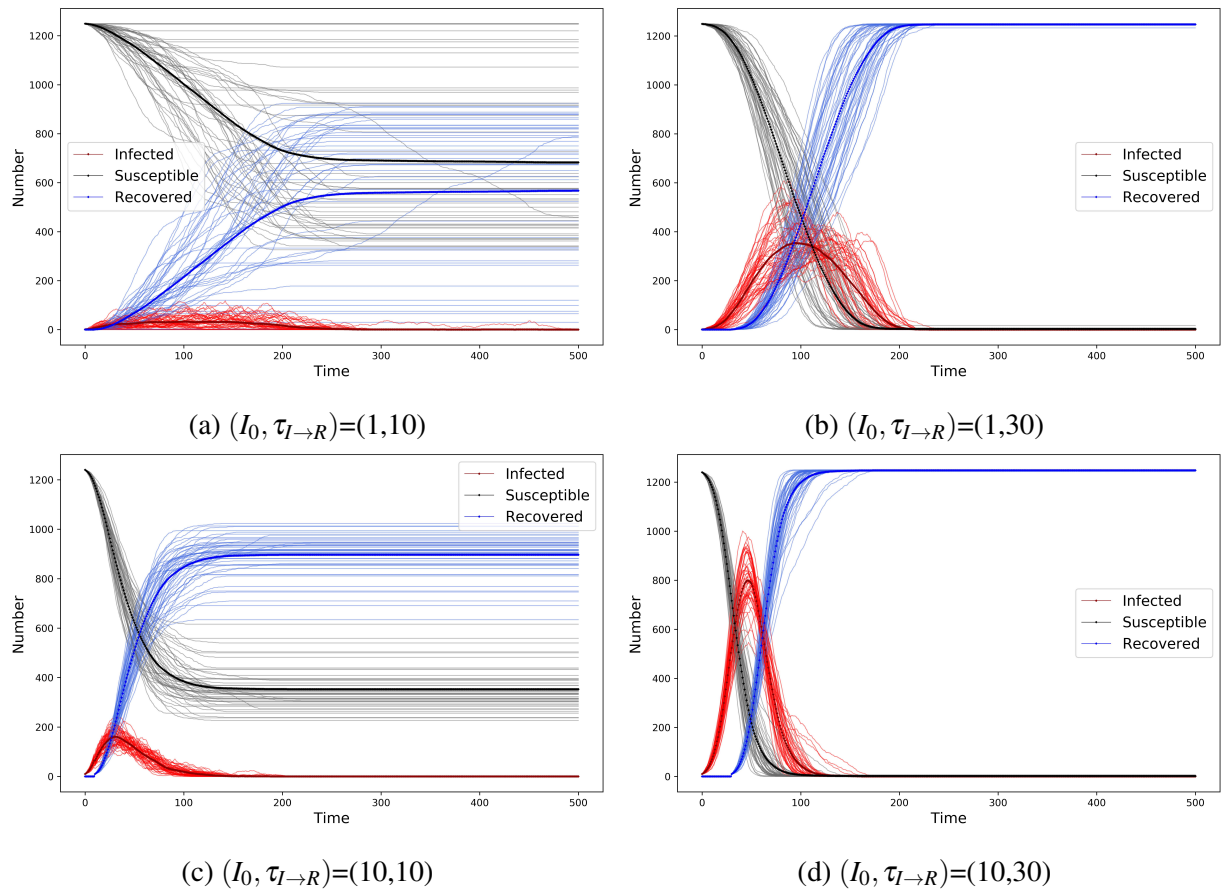 1200
1000
800
600
400
200
0
Number
Infected
Susceptible
Recovered
0 100 200 300 400 500
Time
(a) (I₀, τ_{I→R})=(1,10)
1200
1000
800
600
400
200
0
Number
Infected
Susceptible
Recovered
0 100 200 300 400 500
Time
(b) (I₀, τ_{I→R})=(1,30)
1200
1000
800
600
400
200
0
Number
Infected
Susceptible
Recovered
0 100 200 300 400 500
Time
(c) (I₀, τ_{I→R})=(10,10)
1200
1000
800
600
400
200
0
Number
Infected
Susceptible
Recovered
0 100 200 300 400 500
Time
(d) (I₀, τ_{I→R})=(10,30)